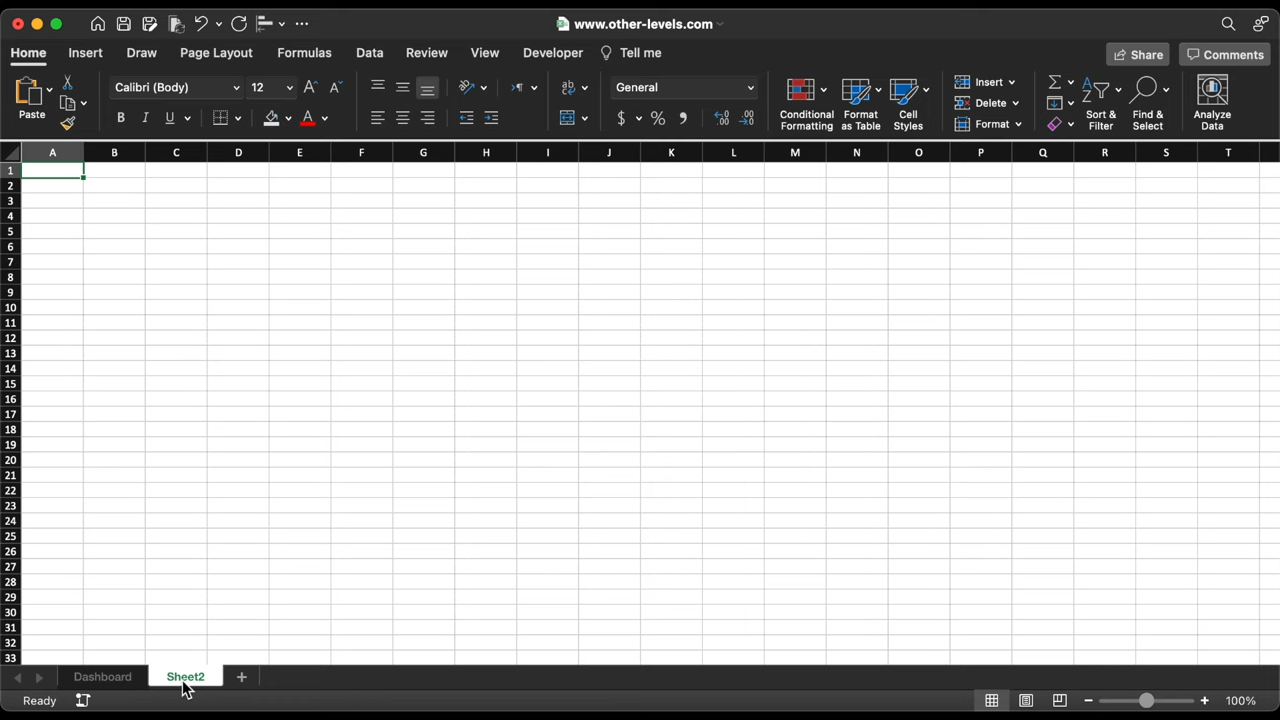 www.other-levels.com
Home Insert Draw Page Layout Formulas Data Review View Developer Tell me Share Comments
Paste
Calibri (Body) 12
B I U
General
$ %
Conditional Formatting
Format as Table
Cell Styles
Insert
Delete
Format
Sort & Filter
Find & Select
Analyze Data
A B C D E F G H I J K L M N O P Q R S T
1
2
3
4
5
6
7
8
9
10
11
12
13
14
15
16
17
18
19
20
21
22
23
24
25
26
27
28
29
30
31
32
33
Dashboard Sheet2 +
Ready 100%